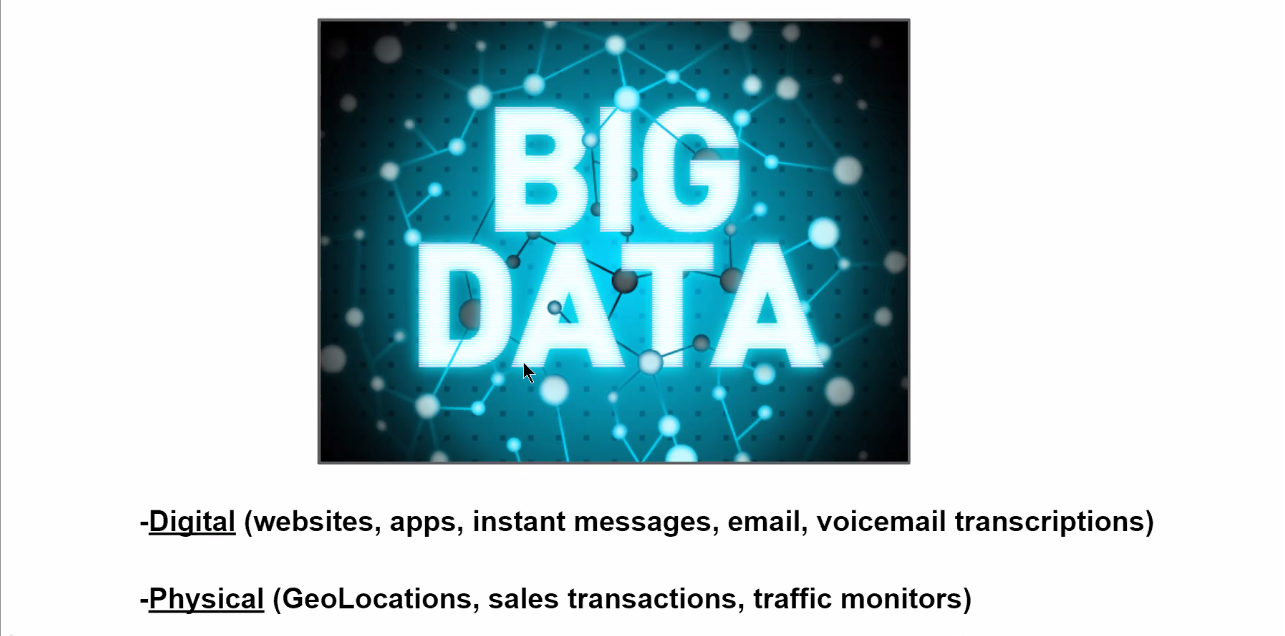 BIG
DATA
-Digital (websites, apps, instant messages, email, voicemail transcriptions)
-Physical (GeoLocations, sales transactions, traffic monitors)